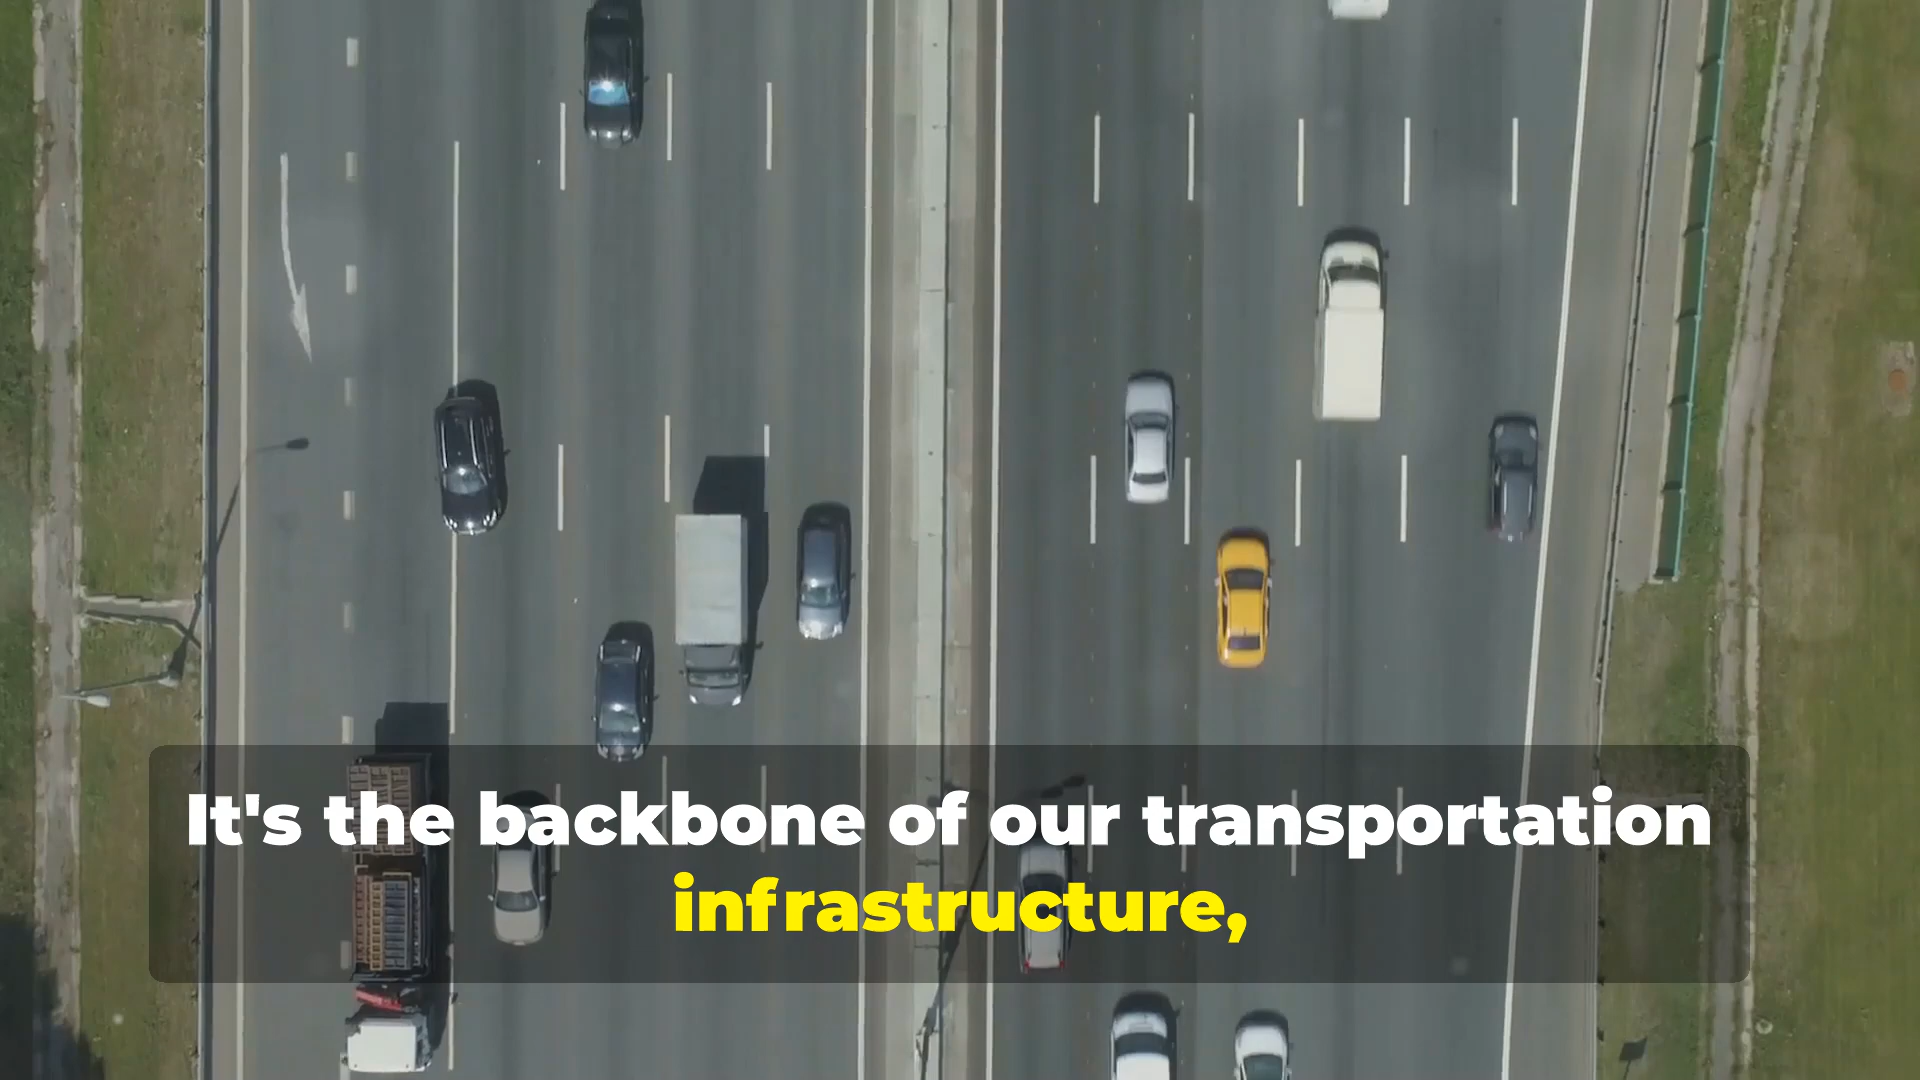 It's the backbone of our transportation
infrastructure,